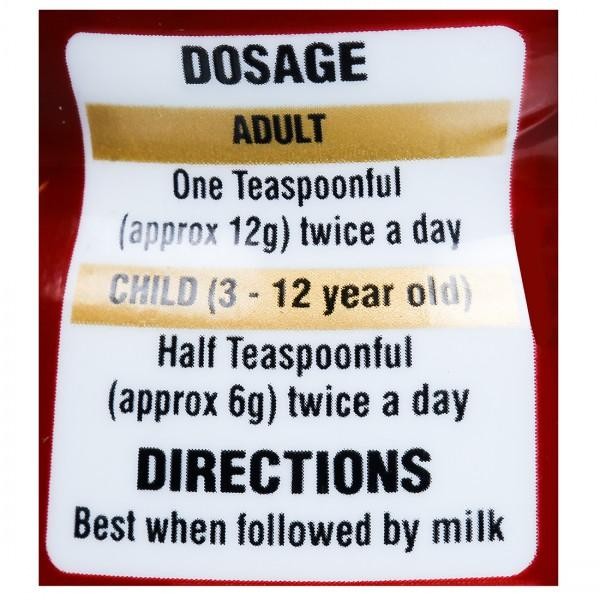 DOSAGE
ADULT
One Teaspoonful
(approx 12g) twice a day
CHILD (3 - 12 year old)
Half Teaspoonful
(approx 6g) twice a day
DIRECTIONS
Best when followed by milk